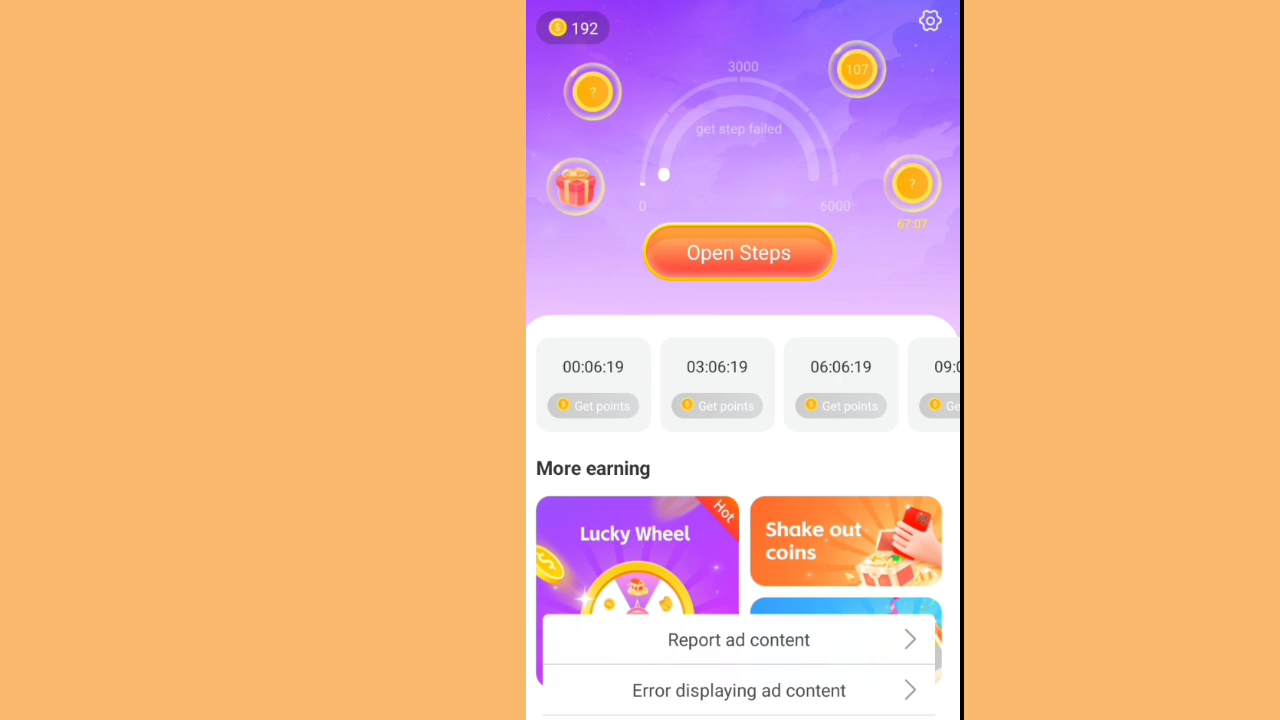 192
3000
107
?
get step failed
?
0
6000
67:07
Open Steps
00:06:19
03:06:19
06:06:19
09:0
Get points
Get points
Get points
Ge
More earning
Hot
Lucky Wheel
Shake out
coins
Report ad content
Error displaying ad content